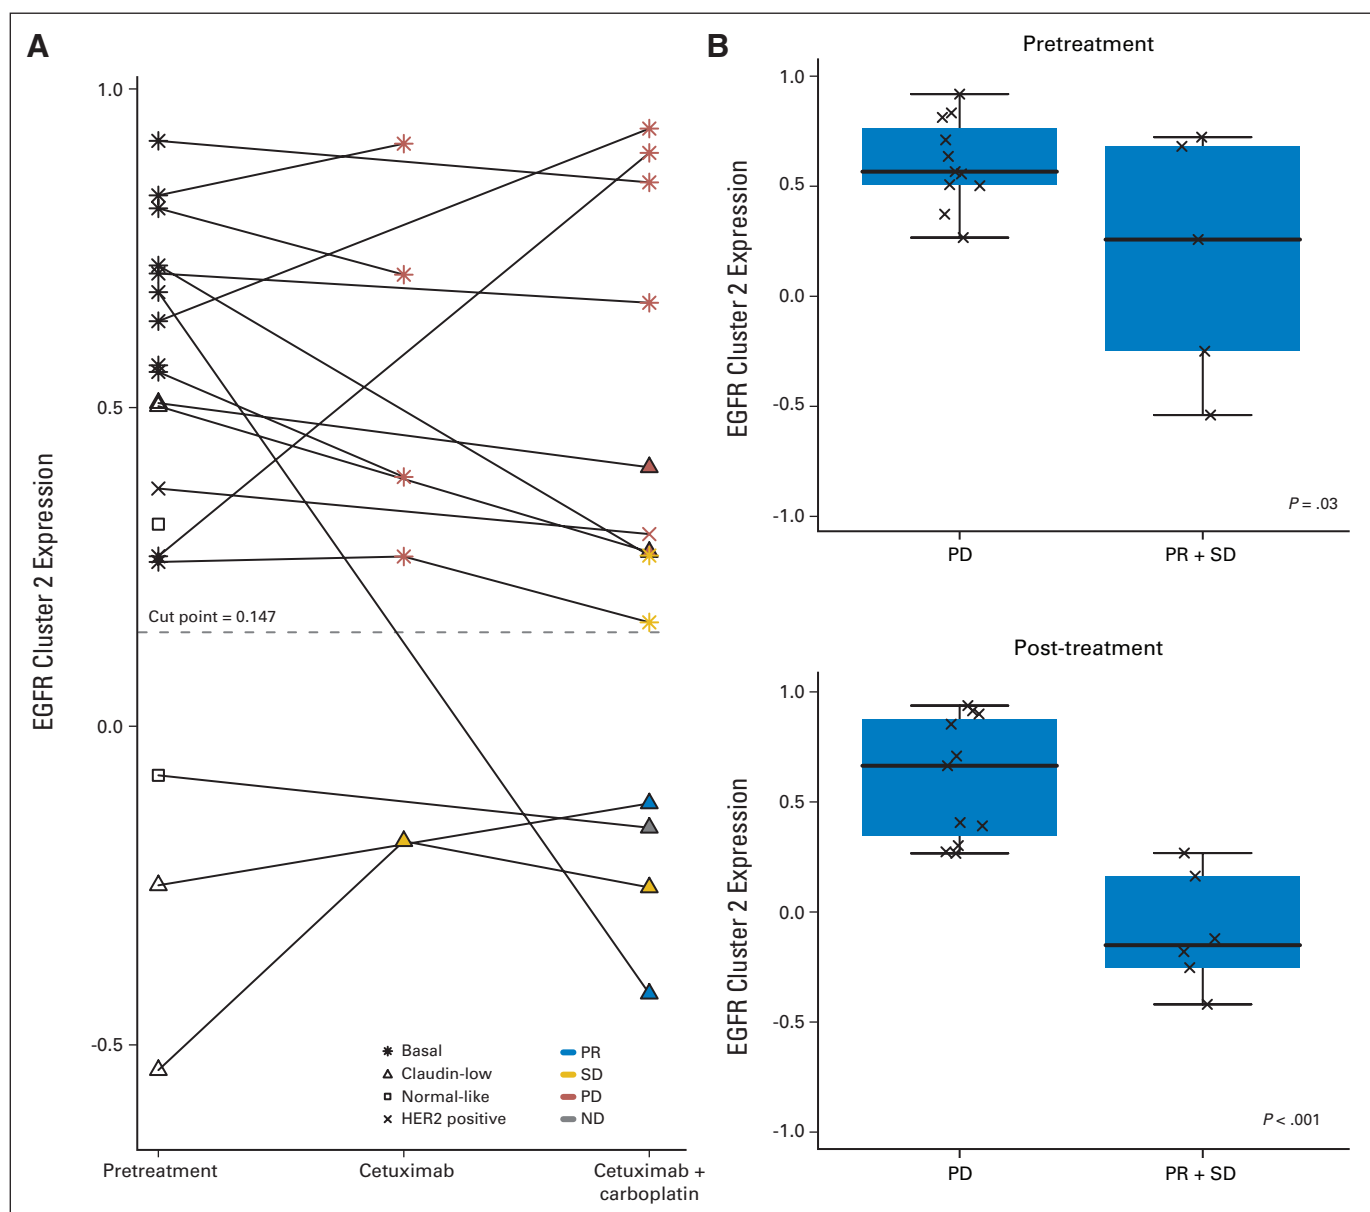 A
1.0
0.5
0.0
-0.5
EGFR Cluster 2 Expression
Cut point = 0.147
Basal
Claudin-low
Normal-like
HER2 positive
PR
SD
PD
ND
Pretreatment
Cetuximab
Cetuximab +
carboplatin
B
Pretreatment
1.0
0.5
0.0
-0.5
-1.0
EGFR Cluster 2 Expression
P = .03
PD
PR + SD
Post-treatment
1.0
0.5
0.0
-0.5
-1.0
EGFR Cluster 2 Expression
P < .001
PD
PR + SD